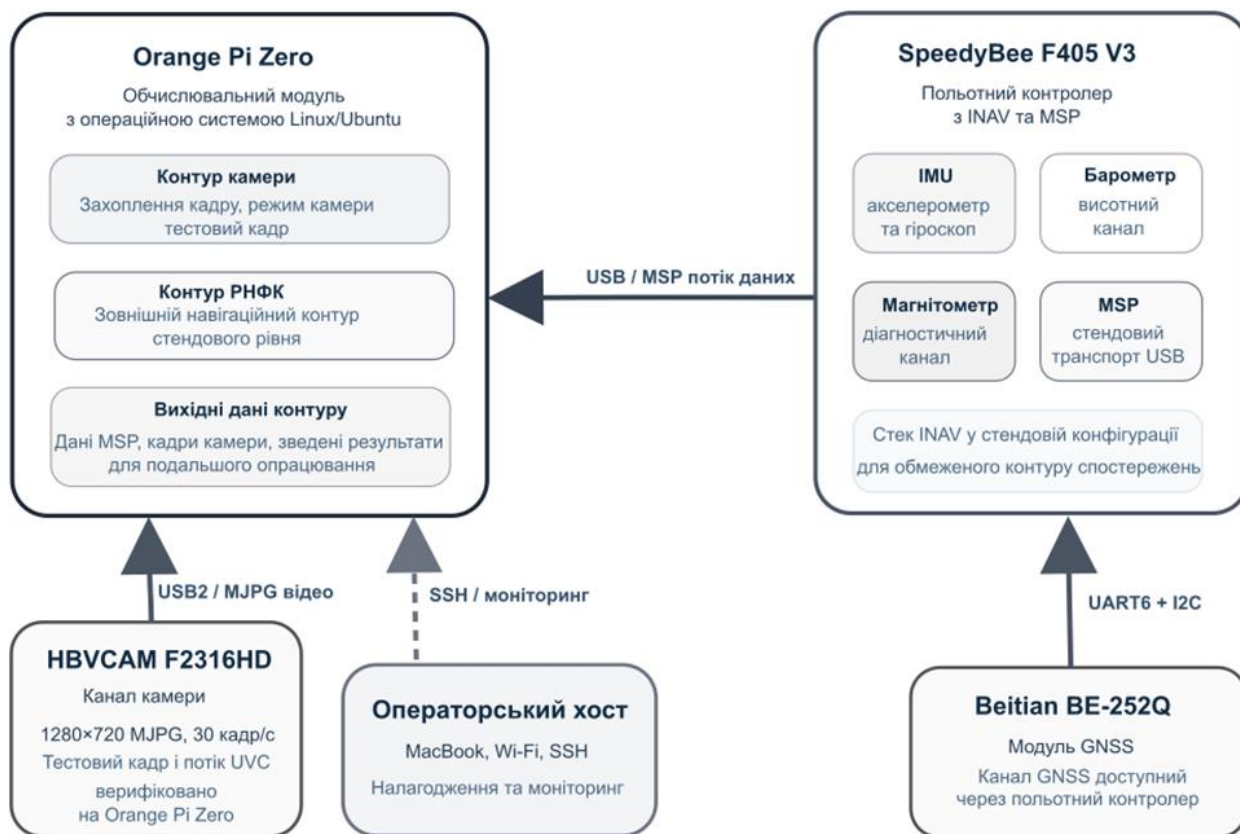 Orange Pi Zero
Обчислювальний модуль
з операційною системою Linux/Ubuntu
Контур камери
Захоплення кадру, режим камери
тестовий кадр
Контур РНФК
Зовнішній навігаційний контур
стендового рівня
Вихідні дані контуру
Дані MSP, кадри камери, зведені результати
для подальшого опрацювання
USB / MSP потік даних
SpeedyBee F405 V3
Польотний контролер
з INAV та MSP
IMU
акселерометр
та гіроскоп
Барометр
висотний
канал
Магнітометр
діагностичний
канал
MSP
стендовий
транспорт USB
Стек INAV у стендовій конфігурації
для обмеженого контуру спостережень
USB2 / MJPG відео
SSH / моніторинг
UART6 + I2C
HBVCAM F2316HD
Канал камери
1280×720 MJPG, 30 кадр/с
Тестовий кадр і потік UVC
верифіковано
на Orange Pi Zero
Операторський хост
MacBook, Wi-Fi, SSH
Налагодження та моніторинг
Beitian BE-252Q
Модуль GNSS
Канал GNSS доступний
через польотний контролер